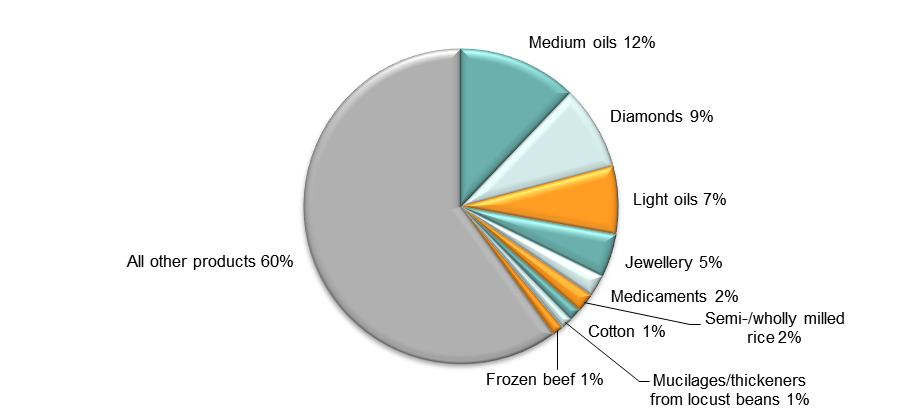 Medium oils 12%
Diamonds 9%
Light oils 7%
Jewellery 5%
Medicaments 2%
Semi-/wholly milled
rice 2%
Cotton 1%
Mucilages/thickeners
from locust beans 1%
Frozen beef 1%
All other products 60%